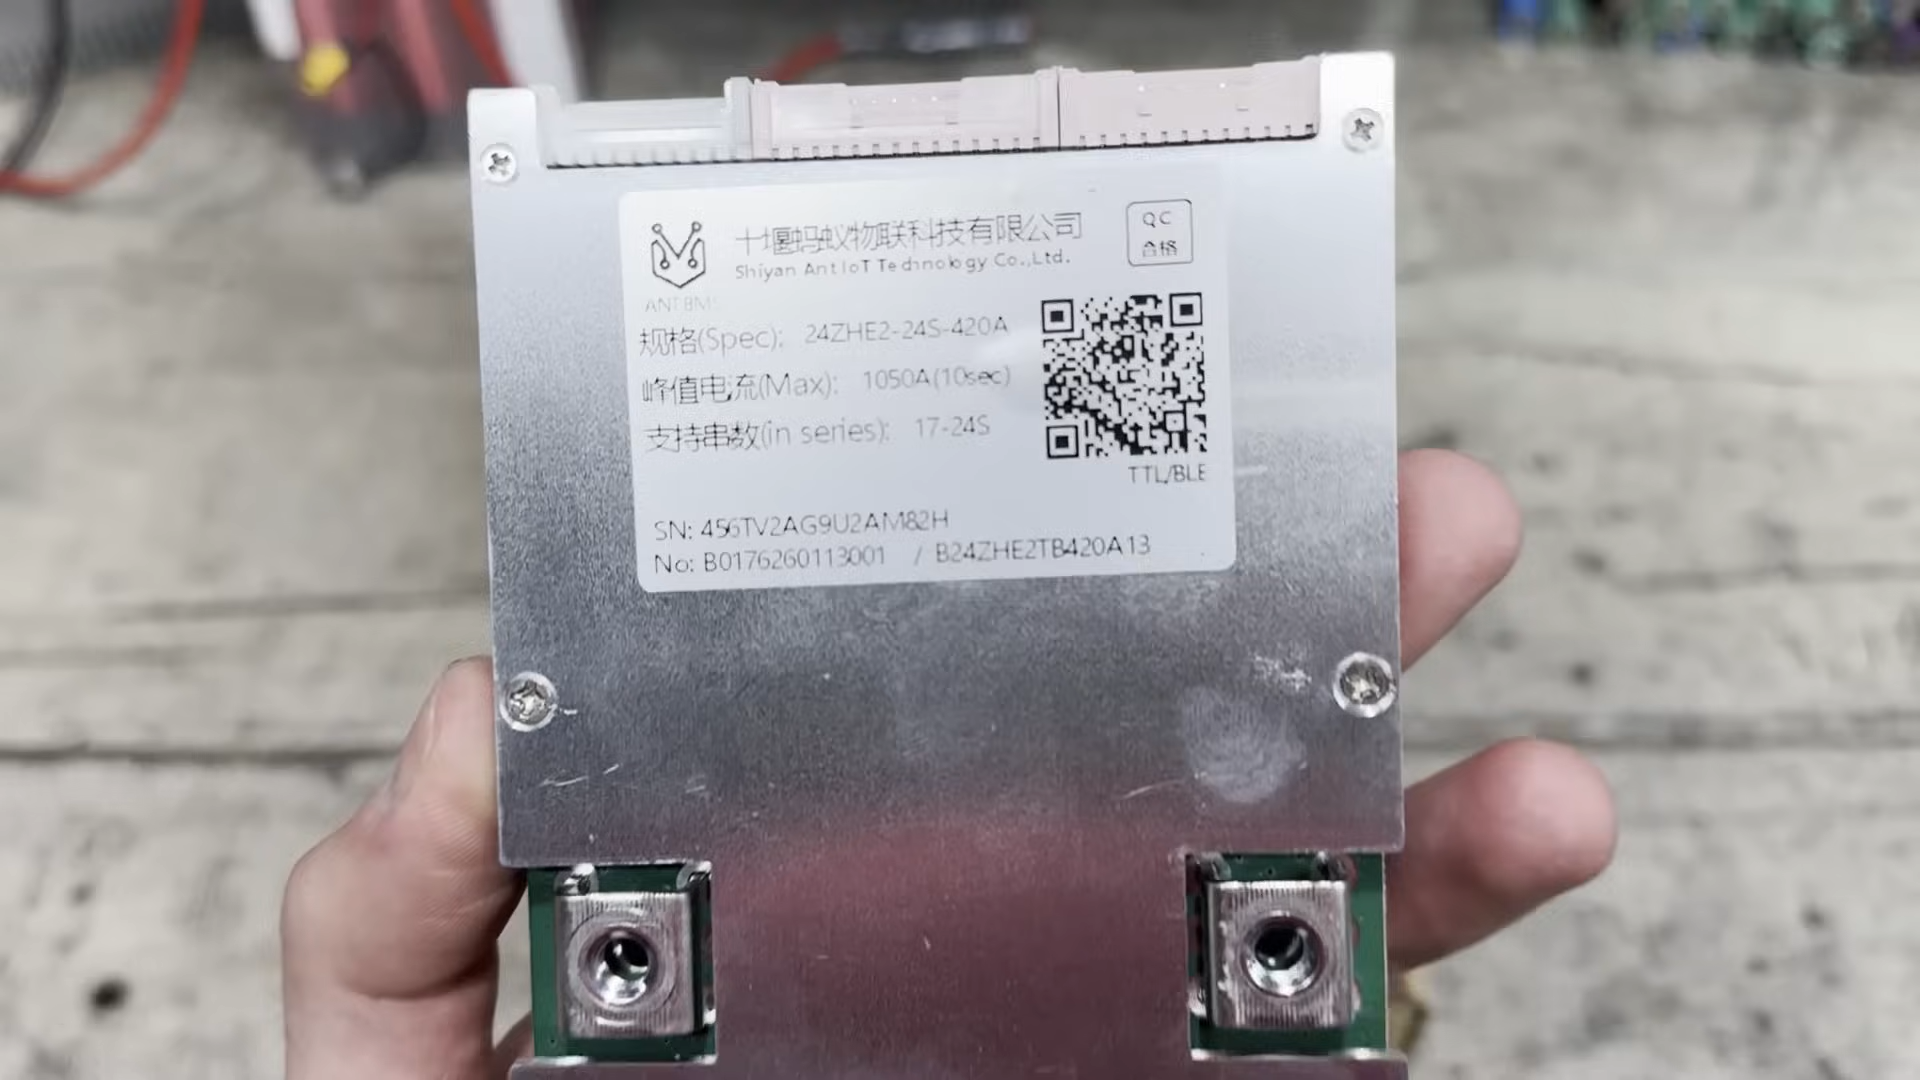 十堰蚂蚁物联科技有限公司
Shiyan Ant IoT Technology Co.,Ltd.
QC
合格
ANT BMS
规格(Spec): 24ZHE2-24S-420A
峰值电流(Max): 1050A(10sec)
支持串数(in series): 17-24S
TTL/BLE
SN: 456TV2AG9U2AM82H
No: B0176260113001 / B24ZHE2TB420A13